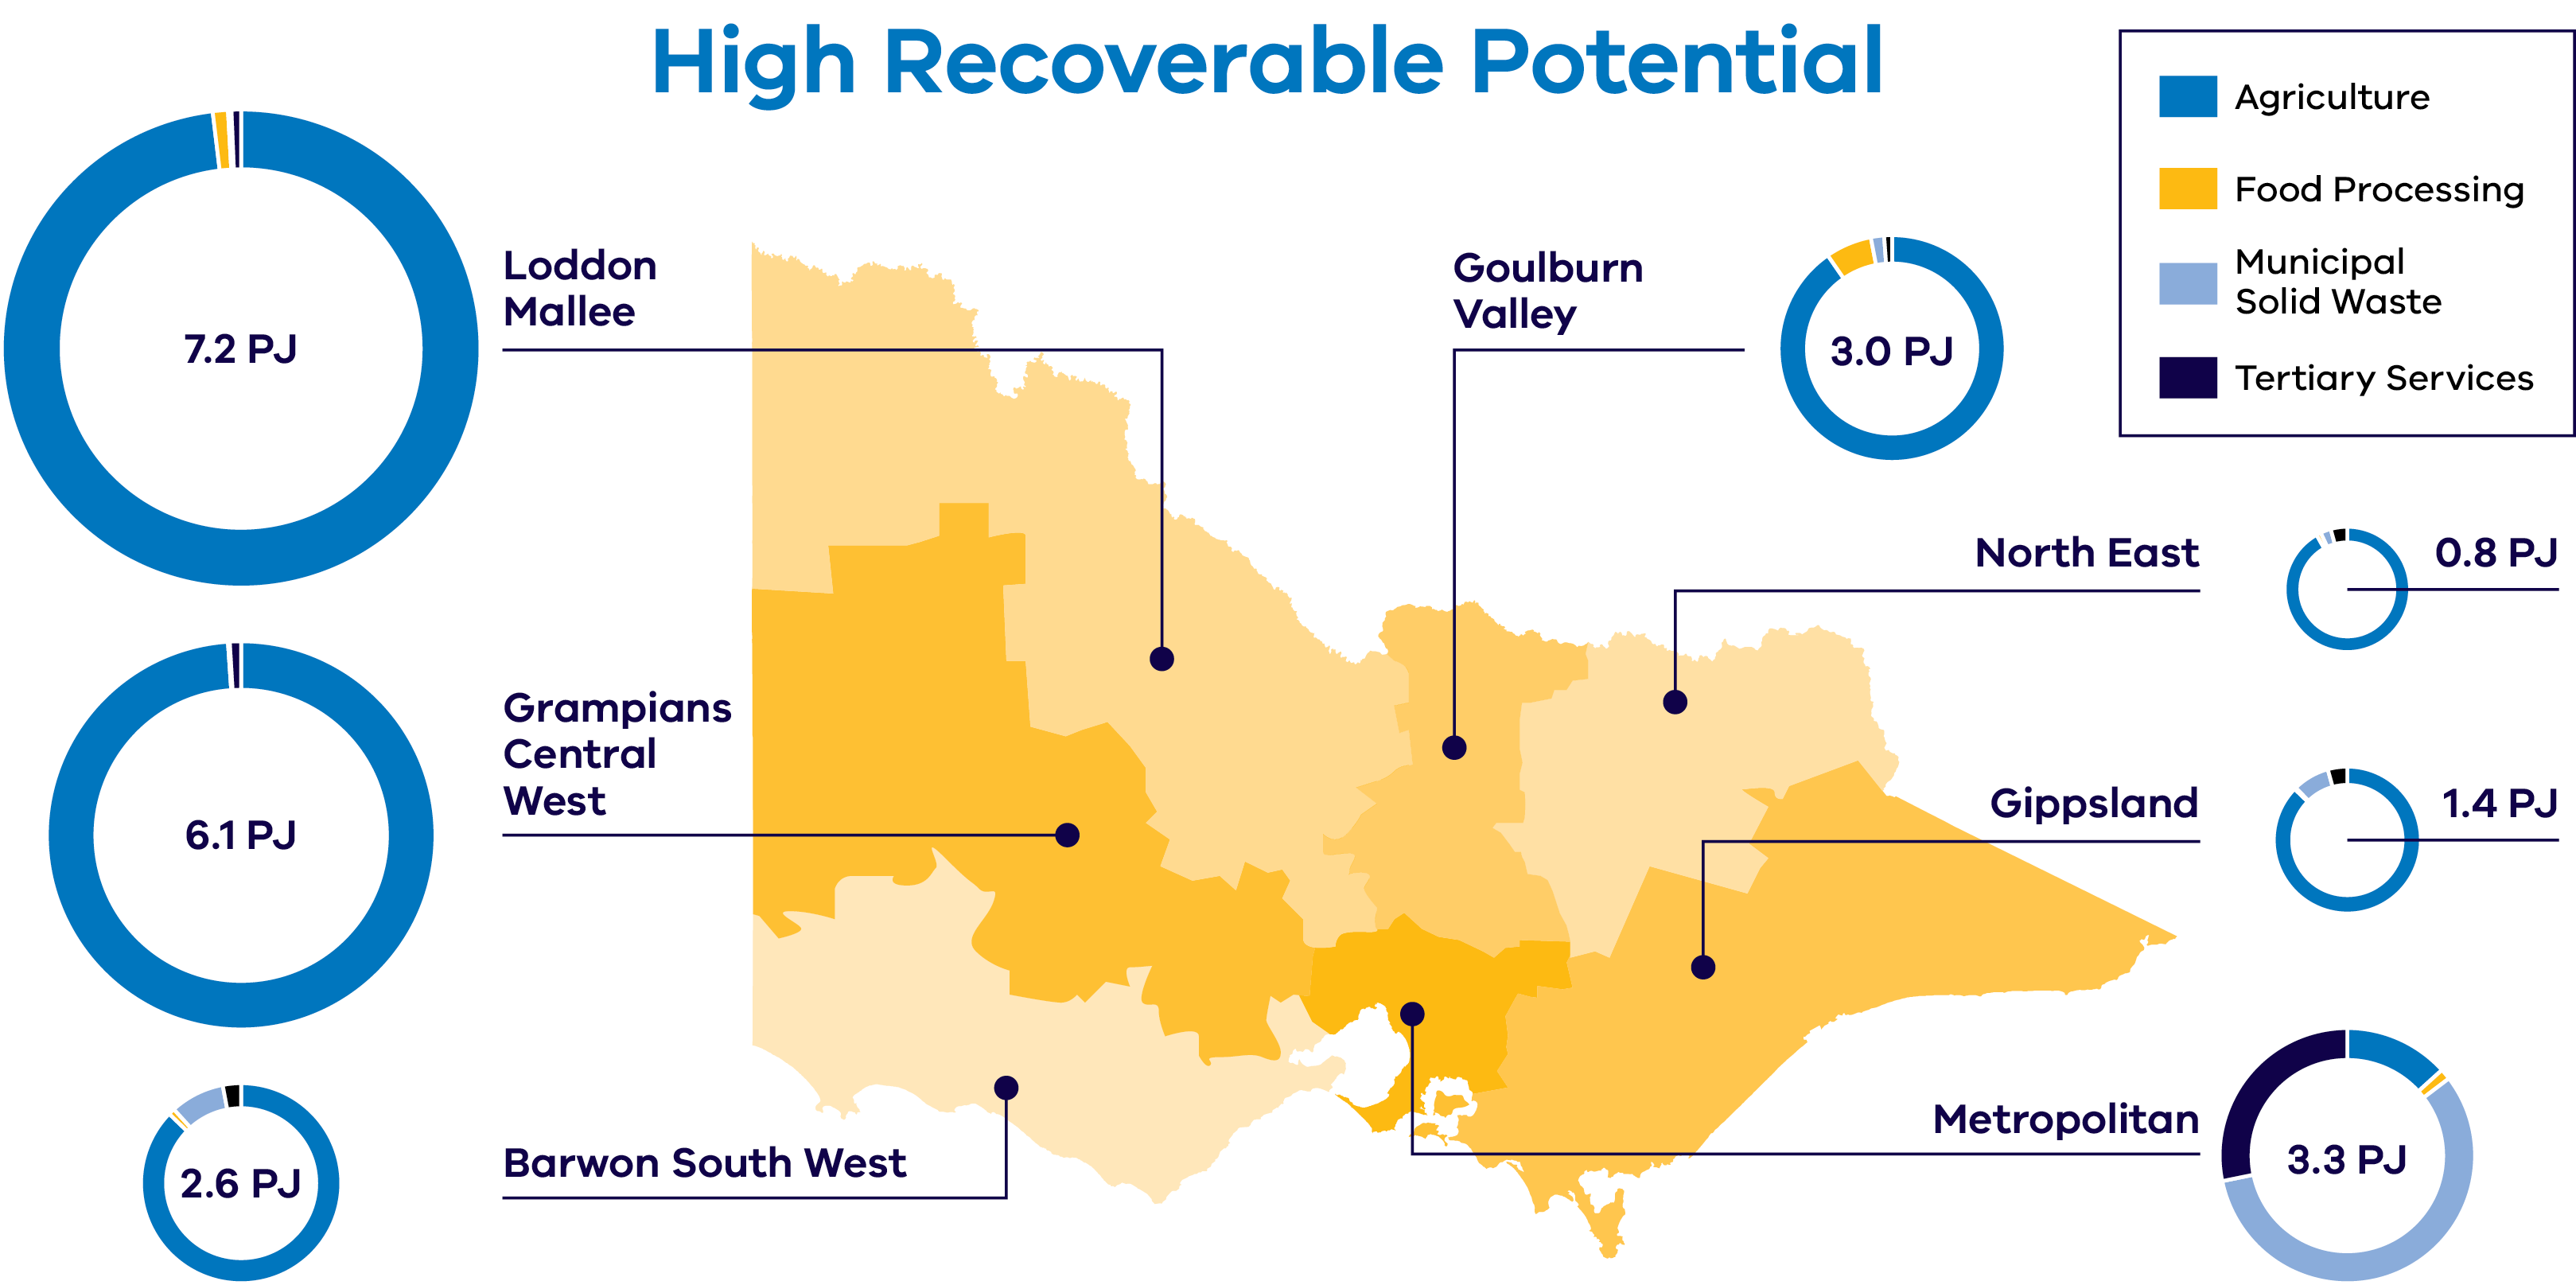 High Recoverable Potential
Agriculture
Food Processing
Municipal
Solid Waste
Tertiary Services
7.2 PJ
Loddon
Mallee
Goulburn
Valley
3.0 PJ
North East
0.8 PJ
6.1 PJ
Grampians
Central
West
Gippsland
1.4 PJ
2.6 PJ
Barwon South West
Metropolitan
3.3 PJ